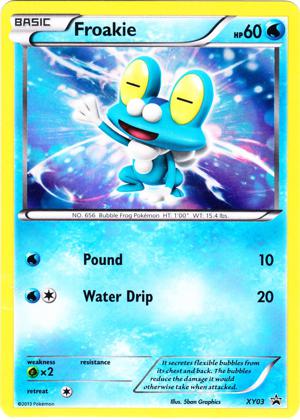 BASIC Froakie HP60
NO. 656 Bubble Frog Pokémon HT: 1'00" WT: 15.4 lbs.
Pound 10
Water Drip 20
weakness resistance
×2
retreat
It secretes flexible bubbles from
its chest and back. The bubbles
reduce the damage it would
otherwise take when attacked.
©2013 Pokémon Illus. 5ban Graphics XY03